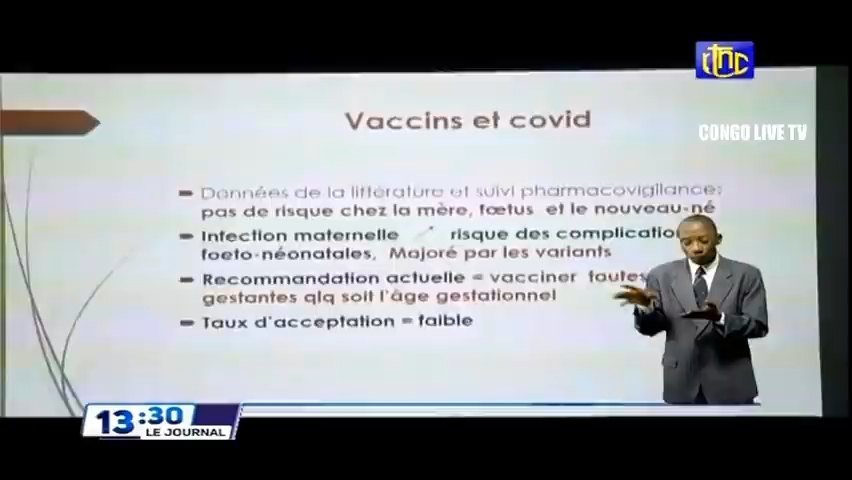 rtnc
CONGO LIVE TV
Vaccins et covid
Données de la littérature et suivi pharmacovigilance:
pas de risque chez la mère, fœtus et le nouveau-né
Infection maternelle risque des complicatio
foeto-néonatales, Majoré par les variants
Recommandation actuelle = vacciner toutes
gestantes qlq soit l'âge gestationnel
Taux d'acceptation = faible
13:30
LE JOURNAL